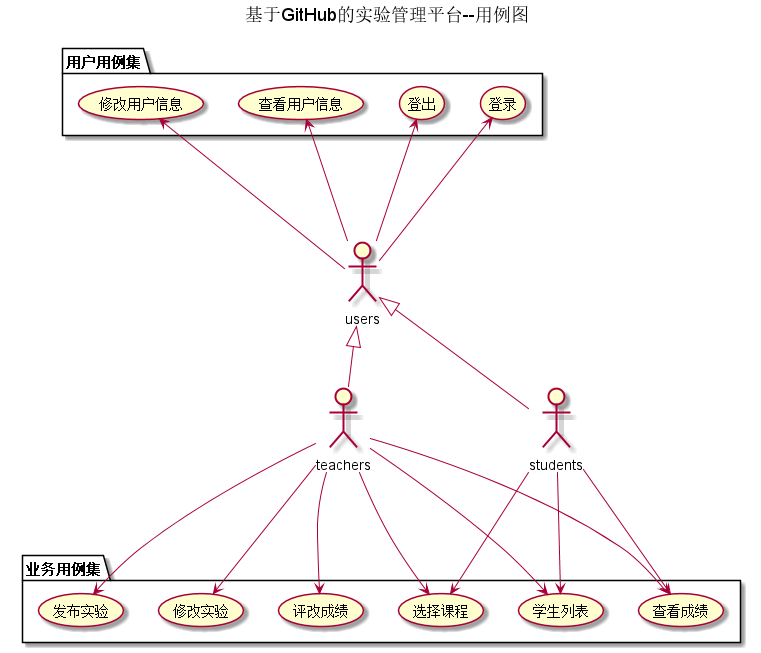 基于GitHub的实验管理平台--用例图
用户用例集
修改用户信息
查看用户信息
登出
登录
users
teachers
students
业务用例集
发布实验
修改实验
评改成绩
选择课程
学生列表
查看成绩